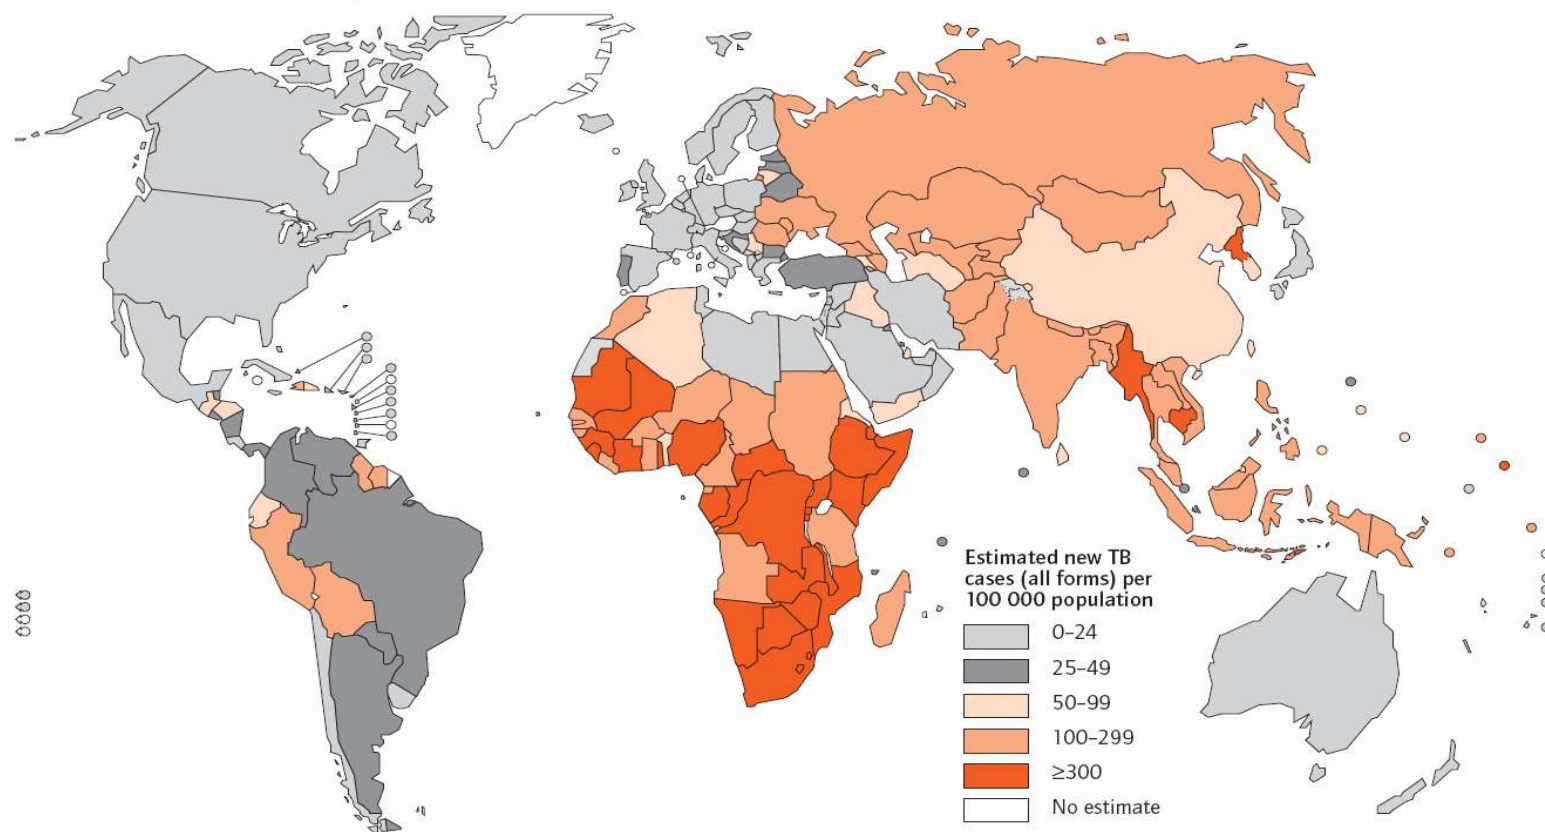 Estimated new TB
cases (all forms) per
100 000 population
0–24
25–49
50–99
100–299
≥300
No estimate